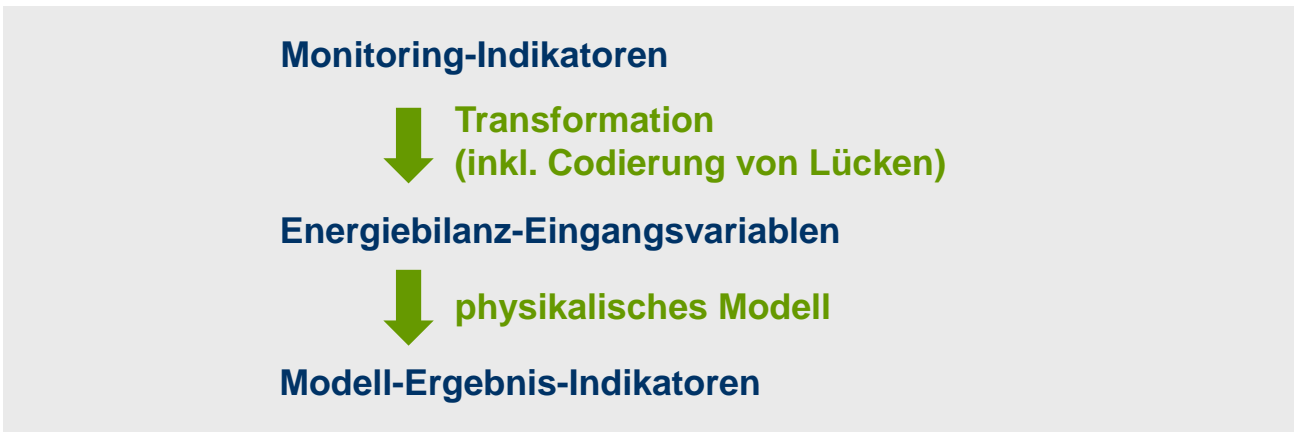 Monitoring-Indikatoren
Transformation
(inkl. Codierung von Lücken)
Energiebilanz-Eingangsvariablen
physikalisches Modell
Modell-Ergebnis-Indikatoren